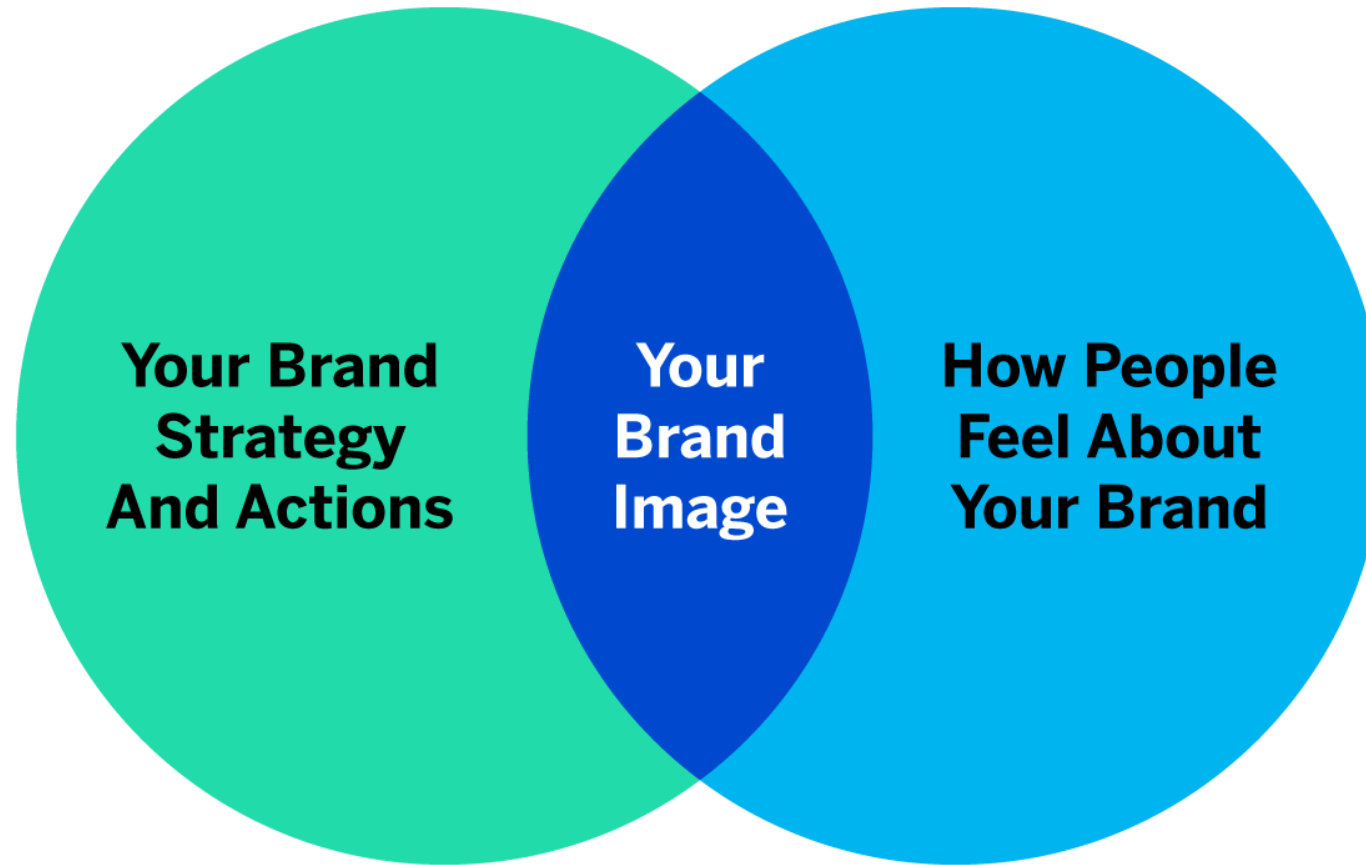 Your Brand
Strategy
And Actions
Your
Brand
Image
How People
Feel About
Your Brand